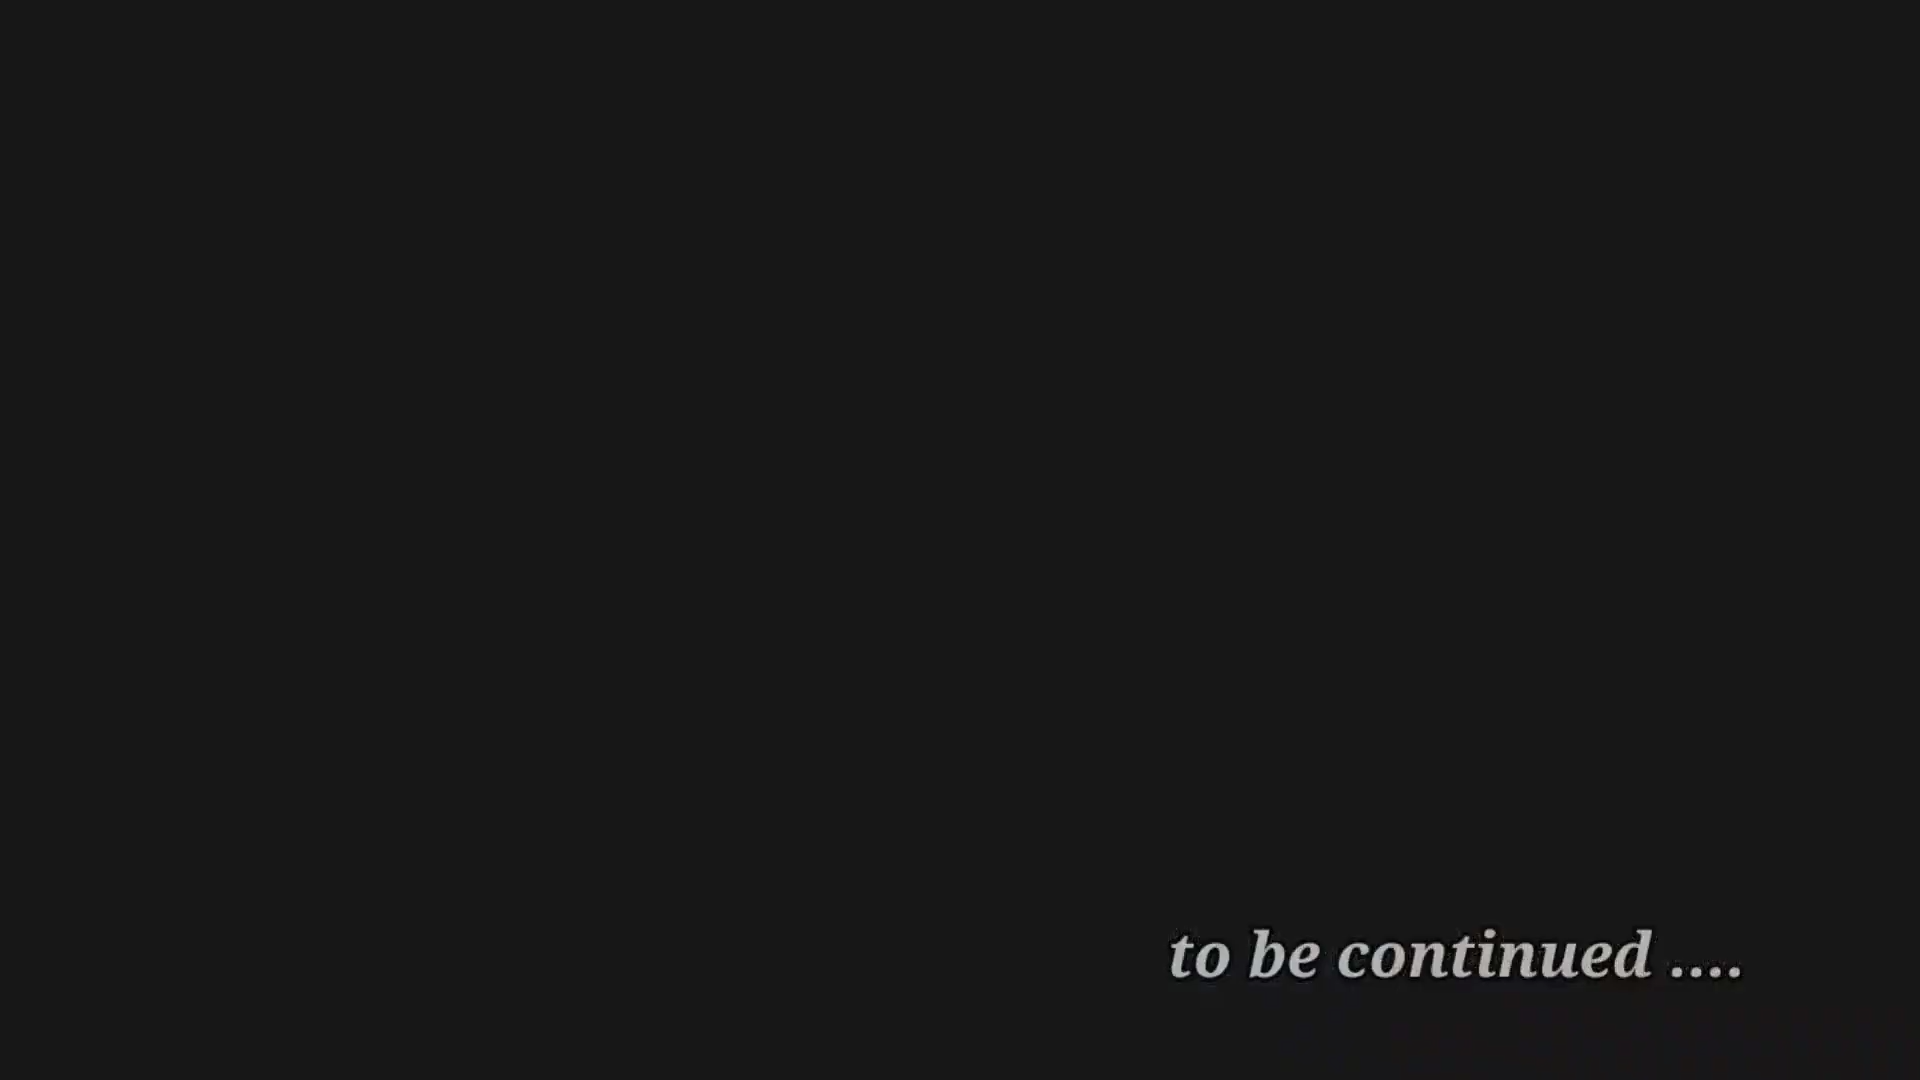 to be continued ....